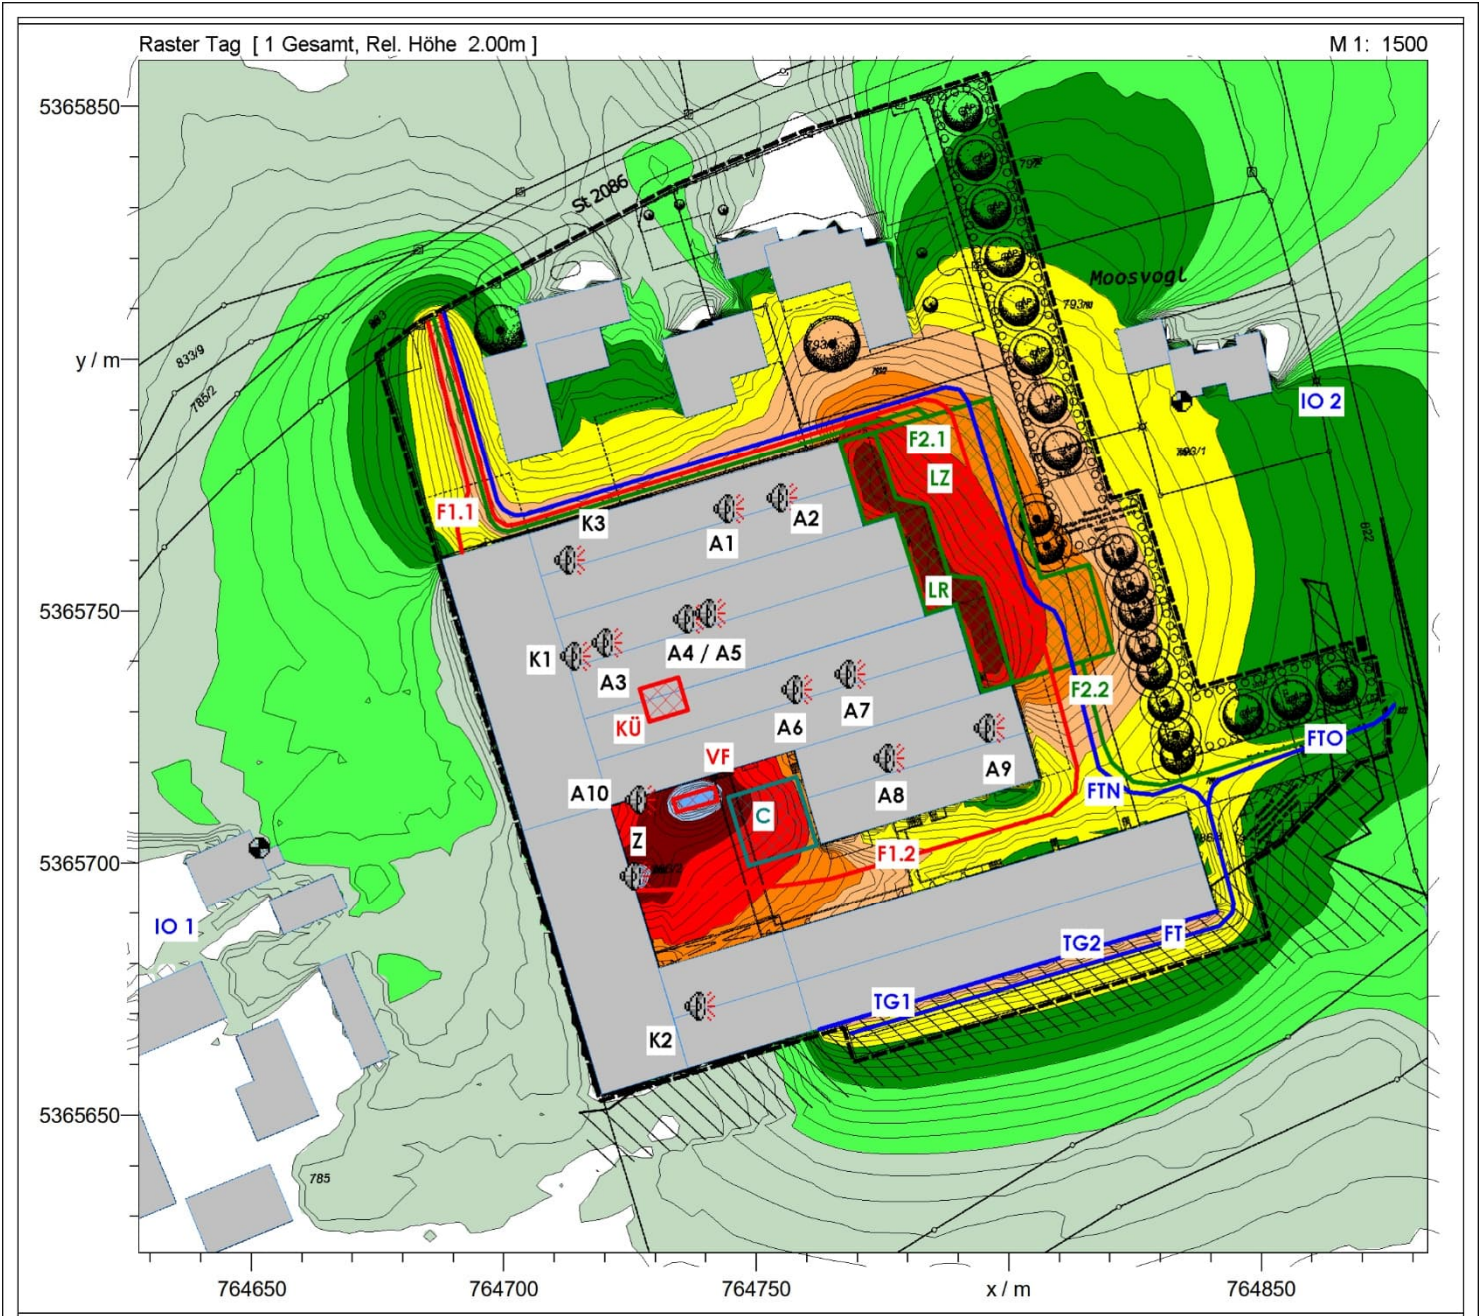 Raster Tag [ 1 Gesamt, Rel. Höhe 2.00m ]
M 1: 1500
5365850
St 2086
Moosvogl
793/1
833/9
y / m
785/2
IO 2
F2.1
LZ
F1.1
K3
A1
A2
822
5365750
LR
K1
A3
A4 / A5
F2.2
KÜ
A6
A7
VF
FTO
A10
A9
FTN
A8
C
Z
F1.2
5365700
IO 1
TG2
FT
TG1
K2
5365650
785
764650
764700
764750
x / m
764850